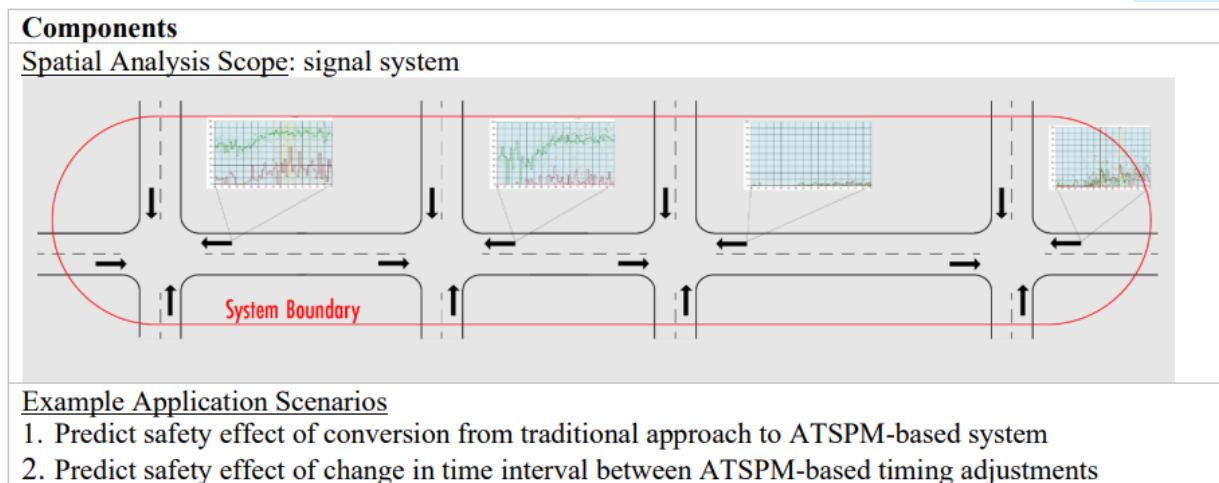 Components
Spatial Analysis Scope: signal system
System Boundary
Example Application Scenarios
1. Predict safety effect of conversion from traditional approach to ATSPM-based system
2. Predict safety effect of change in time interval between ATSPM-based timing adjustments